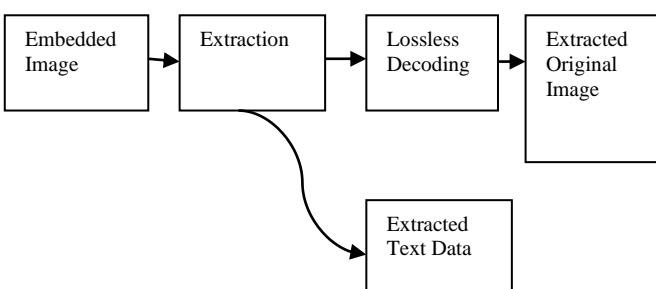 Embedded
Image
Extraction
Lossless
Decoding
Extracted
Original
Image
Extracted
Text Data